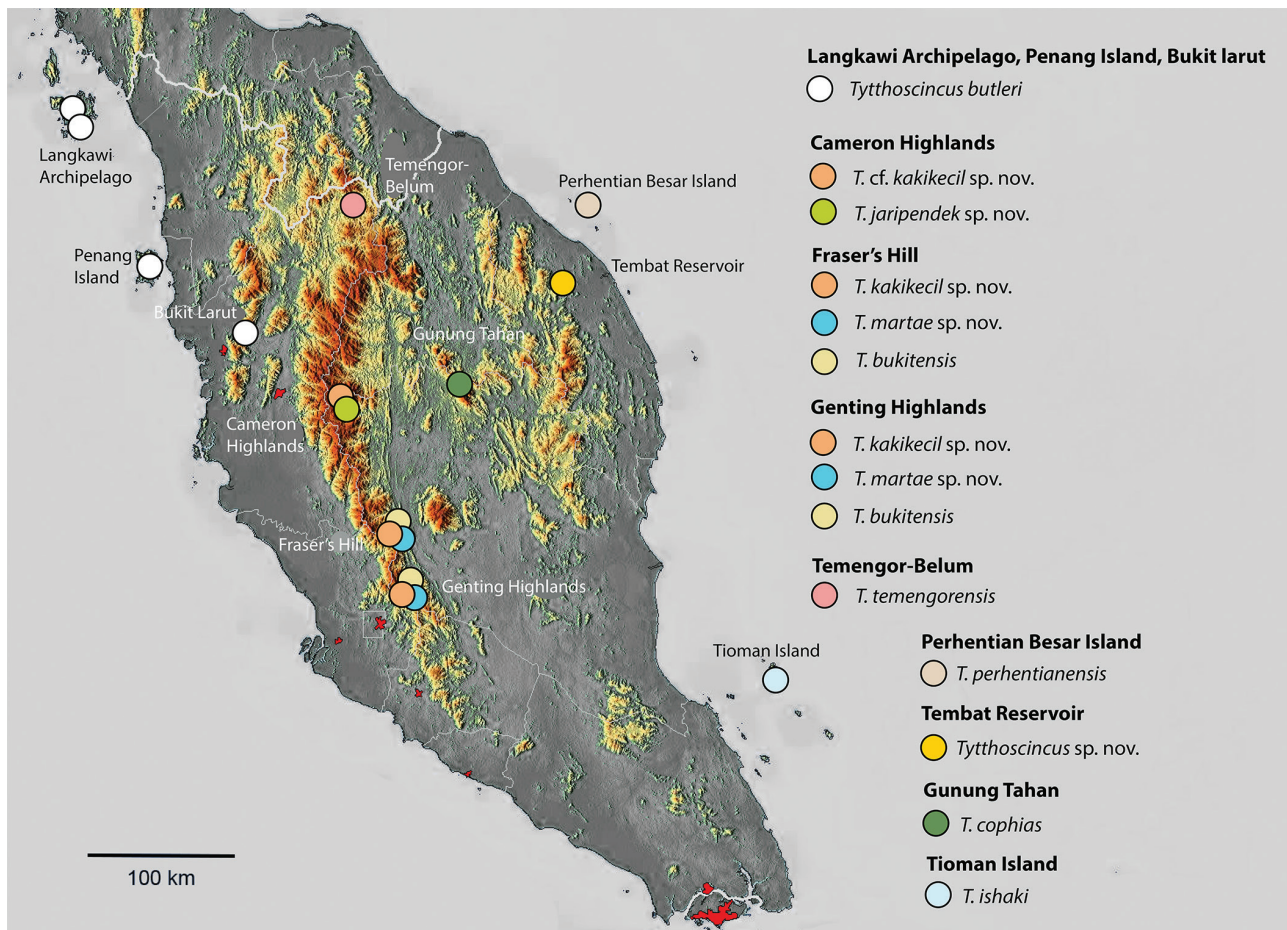 Langkawi Archipelago, Penang Island, Bukit larut
Tytthoscincus butleri
Cameron Highlands
T. cf. kakikecil sp. nov.
T. jaripendek sp. nov.
Fraser's Hill
T. kakikecil sp. nov.
T. martae sp. nov.
T. bukitensis
Genting Highlands
T. kakikecil sp. nov.
T. martae sp. nov.
T. bukitensis
Temengor-Belum
T. temengorensis
Perhentian Besar Island
T. perhentianensis
Tembat Reservoir
Tytthoscincus sp. nov.
Gunung Tahan
T. cophias
Tioman Island
T. ishaki
Langkawi
Archipelago
Temengor-
Belum
Perhentian Besar Island
Penang
Island
Tembat Reservoir
Bukit Larut
Gunung Tahan
Cameron
Highlands
Fraser's Hill
Genting Highlands
Tioman Island
100 km